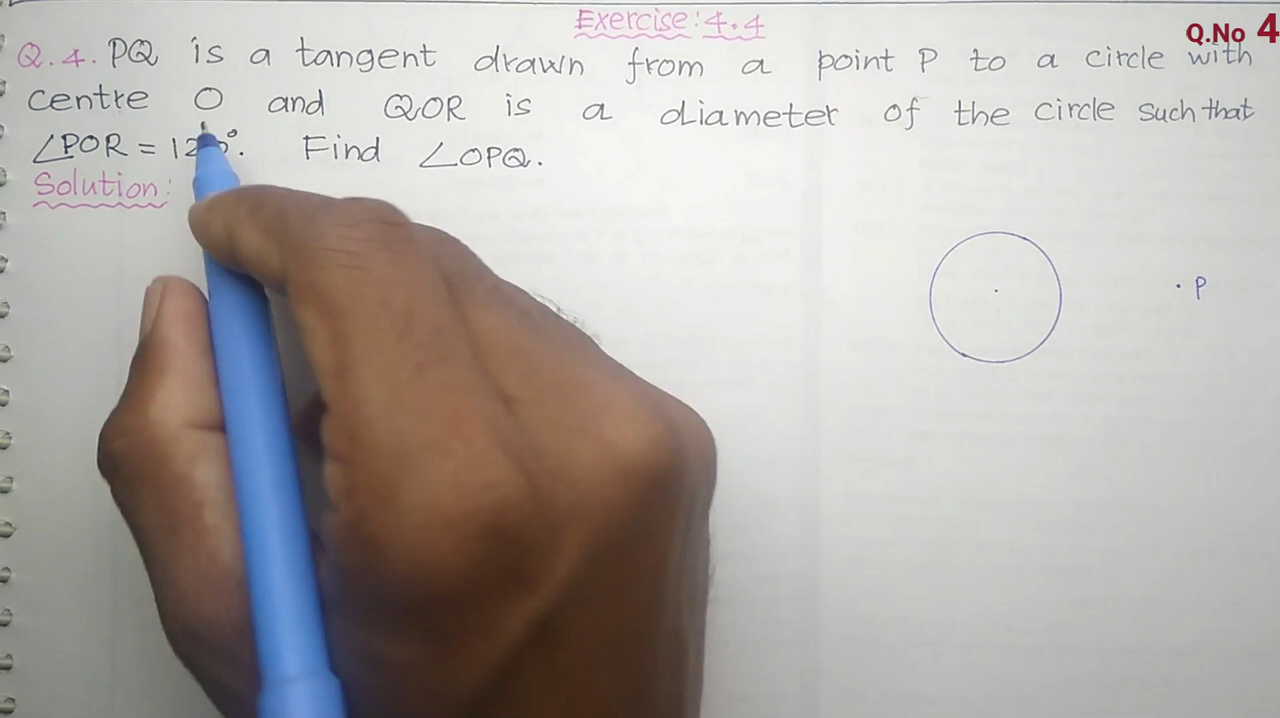 Exercise: 4.4
Q.No 4
Q.4. PQ is a tangent drawn from a point P to a circle with
centre O and QOR is a diameter of the circle such that
∠POR = Find ∠OPQ.
Solution:
P